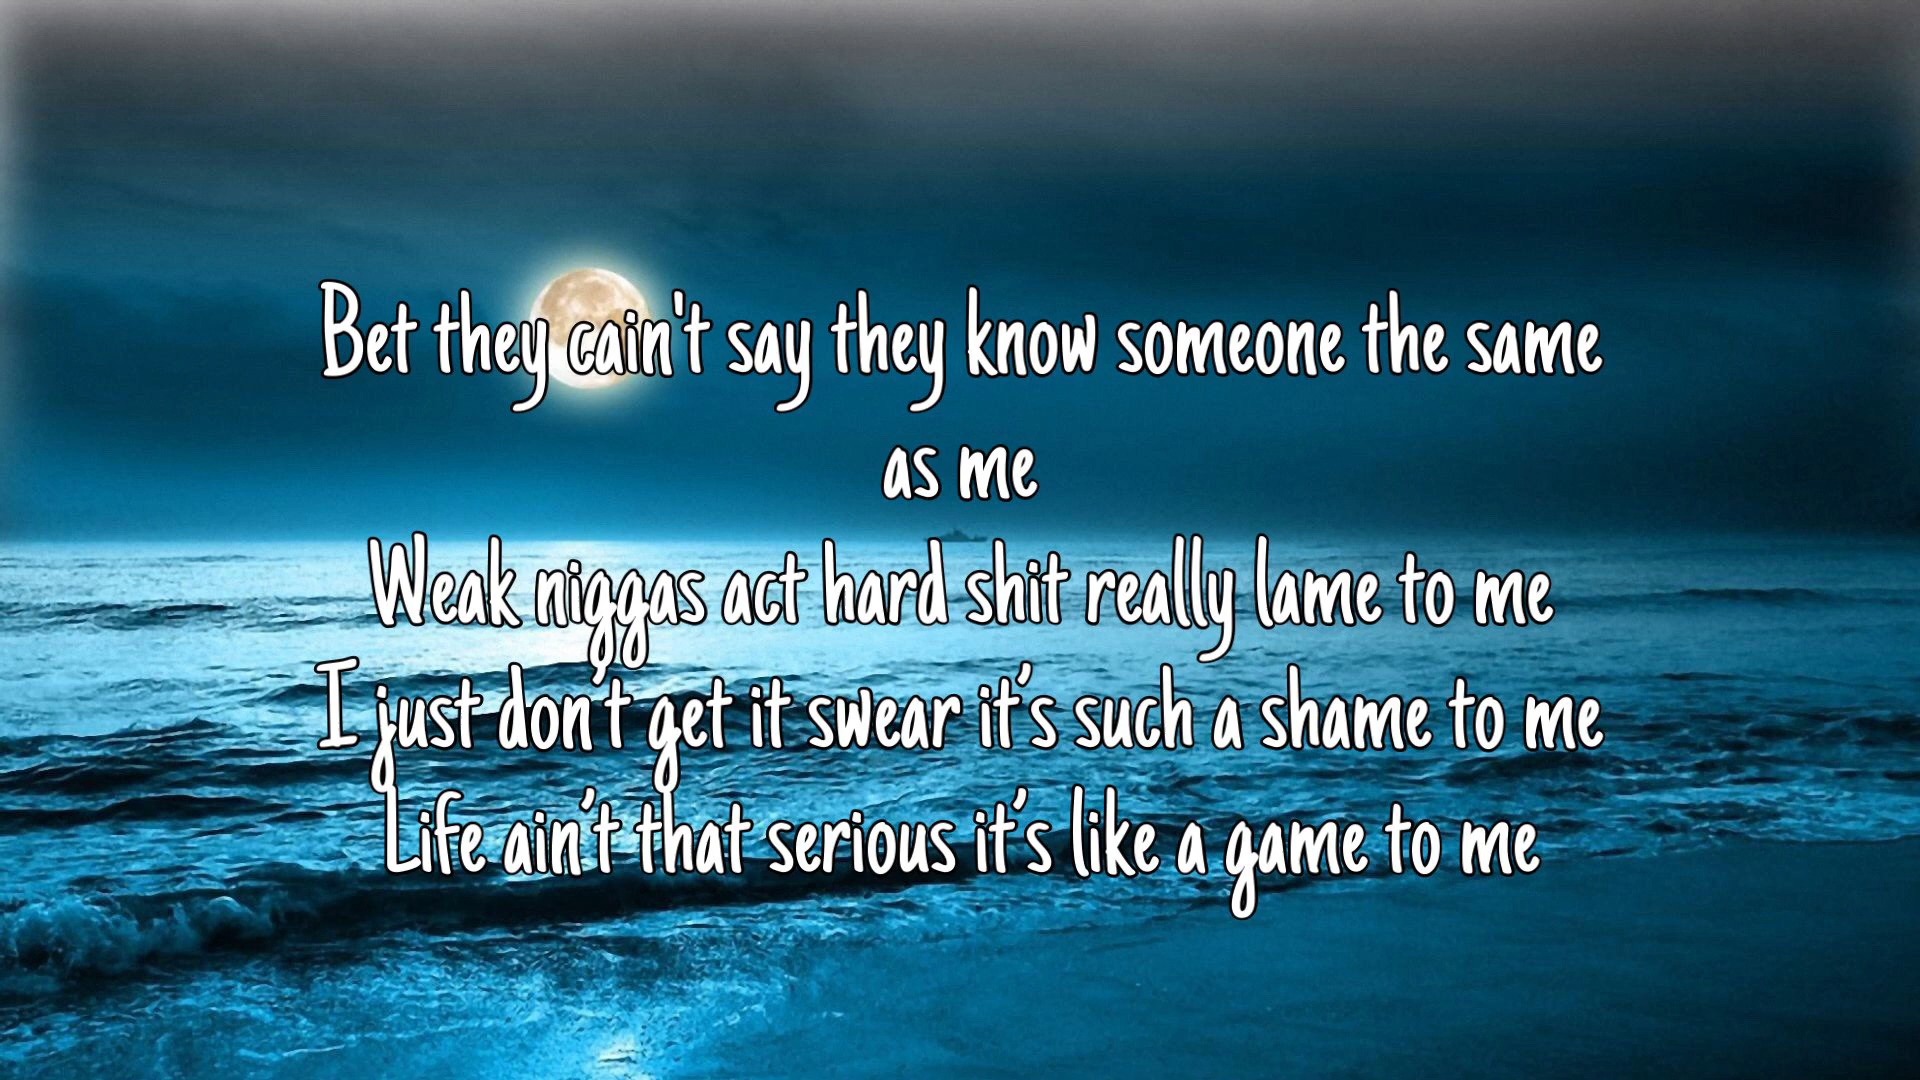 Bet they cain't say they know someone the same
as me
Weak niggas act hard shit really lame to me
I just don't get it swear it's such a shame to me
Life ain't that serious it's like a game to me